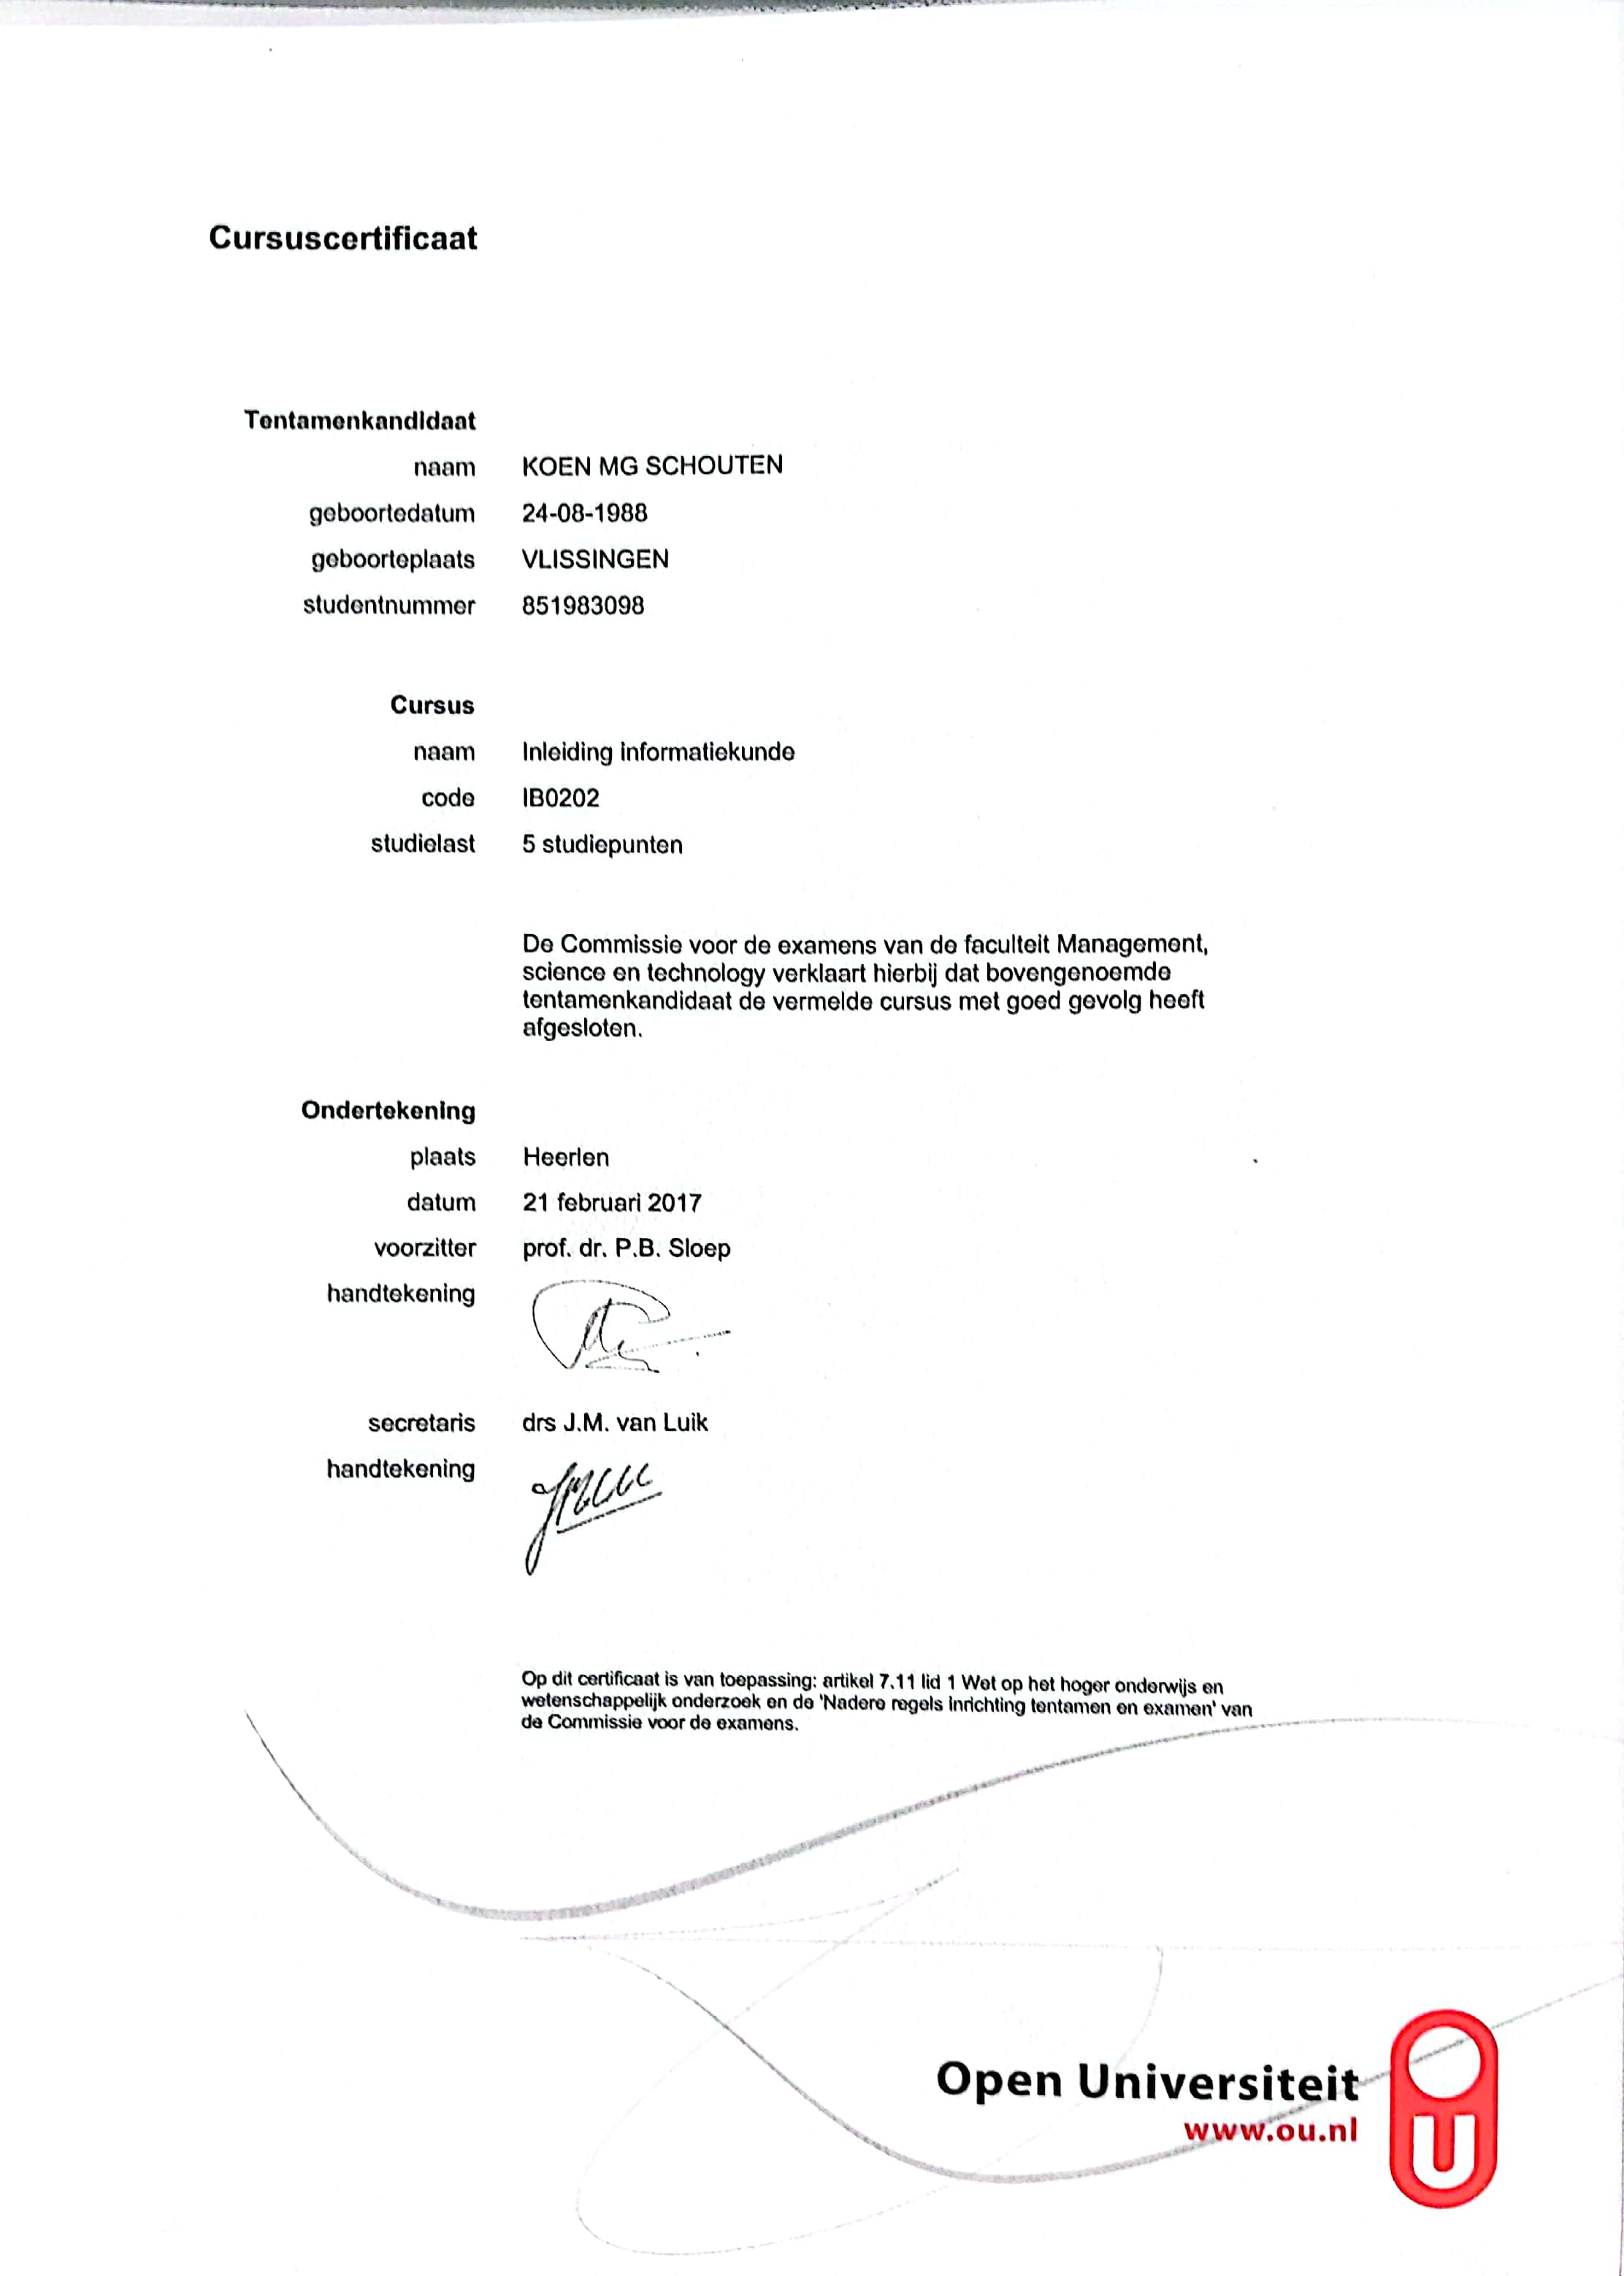 Cursuscertificaat
Tentamenkandidaat
naam KOEN MG SCHOUTEN
geboortedatum 24-08-1988
geboorteplaats VLISSINGEN
studentnummer 851983098
Cursus
naam Inleiding informatiekunde
code IB0202
studielast 5 studiepunten
De Commissie voor de examens van de faculteit Management,
science en technology verklaart hierbij dat bovengenoemde
tentamenkandidaat de vermelde cursus met goed gevolg heeft
afgesloten.
Ondertekening
plaats Heerlen
datum 21 februari 2017
voorzitter prof. dr. P.B. Sloep
handtekening
secretaris drs J.M. van Luik
handtekening
Op dit certificaat is van toepassing: artikel 7.11 lid 1 Wet op het hoger onderwijs en
wetenschappelijk onderzoek en de 'Nadere regels inrichting tentamen en examen' van
de Commissie voor de examens.
Open Universiteit
www.ou.nl